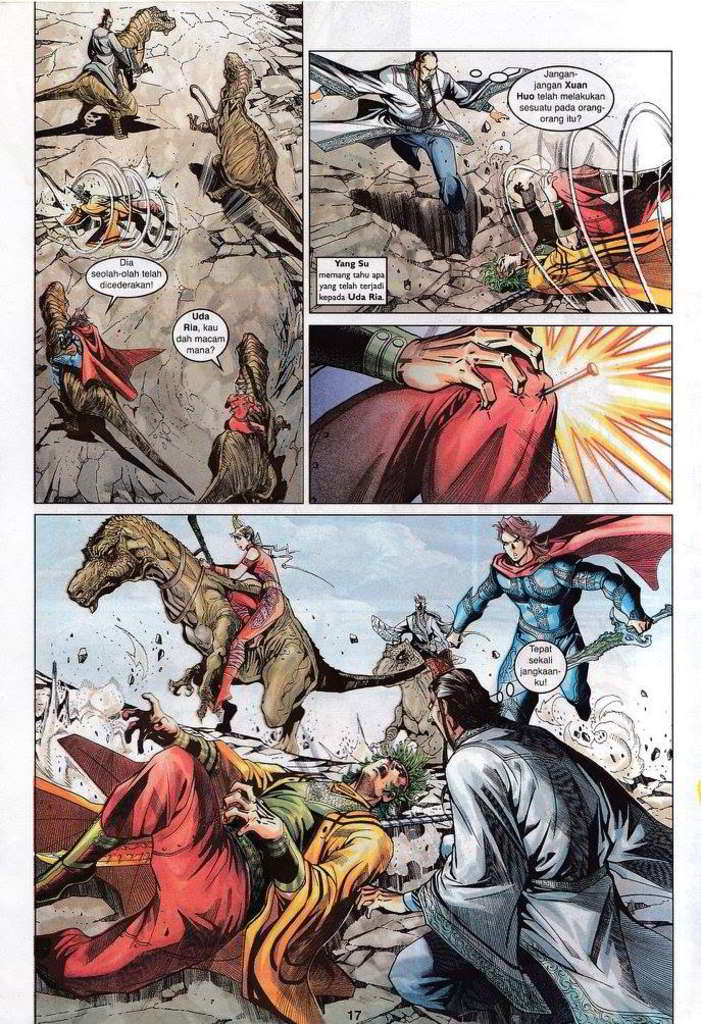 Dia
seolah-olah telah
dicederakan!
Uda
Ria, kau
dah macam
mana?
Jangan-
jangan Xuan
Huo telah melakukan
sesuatu pada orang-
orang itu?
Yang Su
memang tahu apa
yang telah terjadi
kepada Uda Ria.
Tepat
sekali
jangkaan-
ku!
17